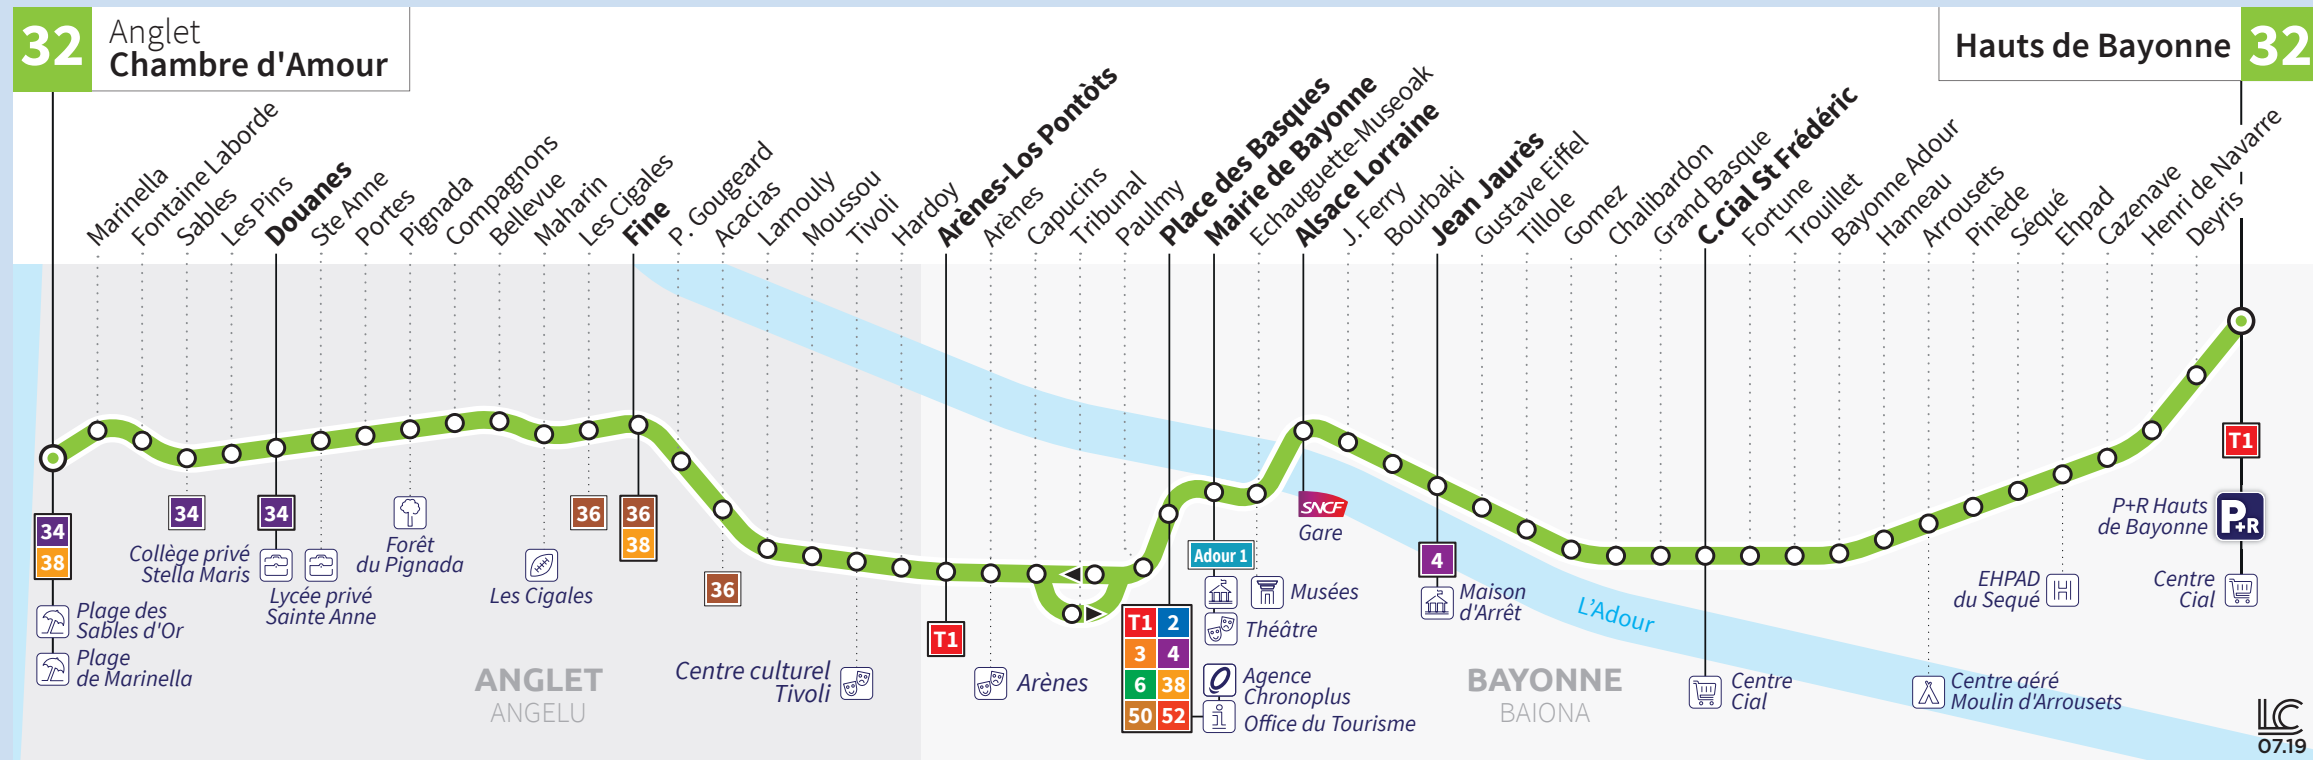 32
Anglet
Chambre d'Amour
Hauts de Bayonne
32
Marinella
Fontaine Laborde
Sables
Les Pins
Douanes
Ste Anne
Portes
Pignada
Compagnons
Bellevue
Maharin
Les Cigales
Fine
P. Gougeard
Acacias
Lamouly
Moussou
Tivoli
Hardoy
Arènes-Los Pontòts
Arènes
Capucins
Tribunal
Paulmy
Place des Basques
Mairie de Bayonne
Echauguette-Museoak
Alsace Lorraine
J. Ferry
Bourbaki
Jean Jaurès
Gustave Eiffel
Tillole
Gomez
Chalibardon
Grand Basque
C.Cial St Frédéric
Fortune
Trouillet
Bayonne Adour
Hameau
Arrousets
Pinède
Séqué
Ehpad
Cazenave
Henri de Navarre
Deyris
34
38
Plage des
Sables d'Or
Plage
de Marinella
34
34
Collège privé
Stella Maris
Lycée privé
Sainte Anne
Forêt
du Pignada
Les Cigales
36
36
38
36
Centre culturel
Tivoli
ANGLET
ANGELU
T1
Arènes
T1 2
3 4
6 38
50 52
Adour 1
Musées
Théâtre
Agence
Chronoplus
Office du Tourisme
SNCF
Gare
4
Maison
d'Arrêt
L'Adour
BAYONNE
BAIONA
Centre
Cial
Centre aéré
Moulin d'Arrousets
EHPAD
du Sequé
H
T1
P+R Hauts
de Bayonne
P+R
Centre
Cial
LC
07.19